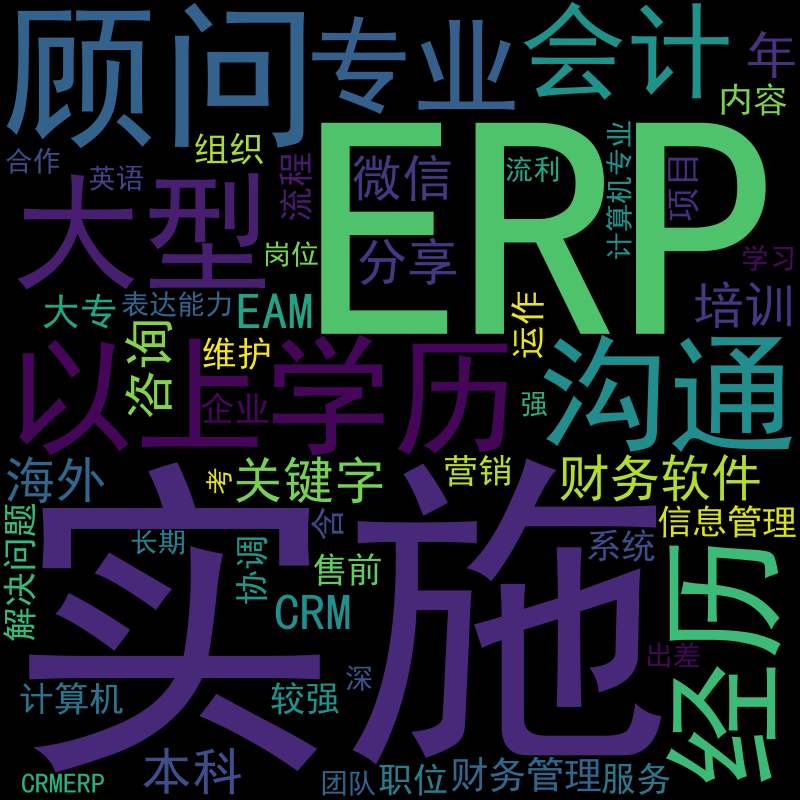 顾问
专业
会计
年
内容
合作
组织
英语
流程
微信
流利
计算机专业
项目
ERP
大型
岗位
分享
学习
大专
表达能力
EAM
运作
培训
咨询
维护
以上学历
沟通
企业
强
海外
考
关键字
营销
财务软件
解决问题
长期
含
信息管理
协调
售前
系统
经历
实施
CRM
出差
计算机
较强
深
本科
CRMERP
团队
职位
财务管理
服务